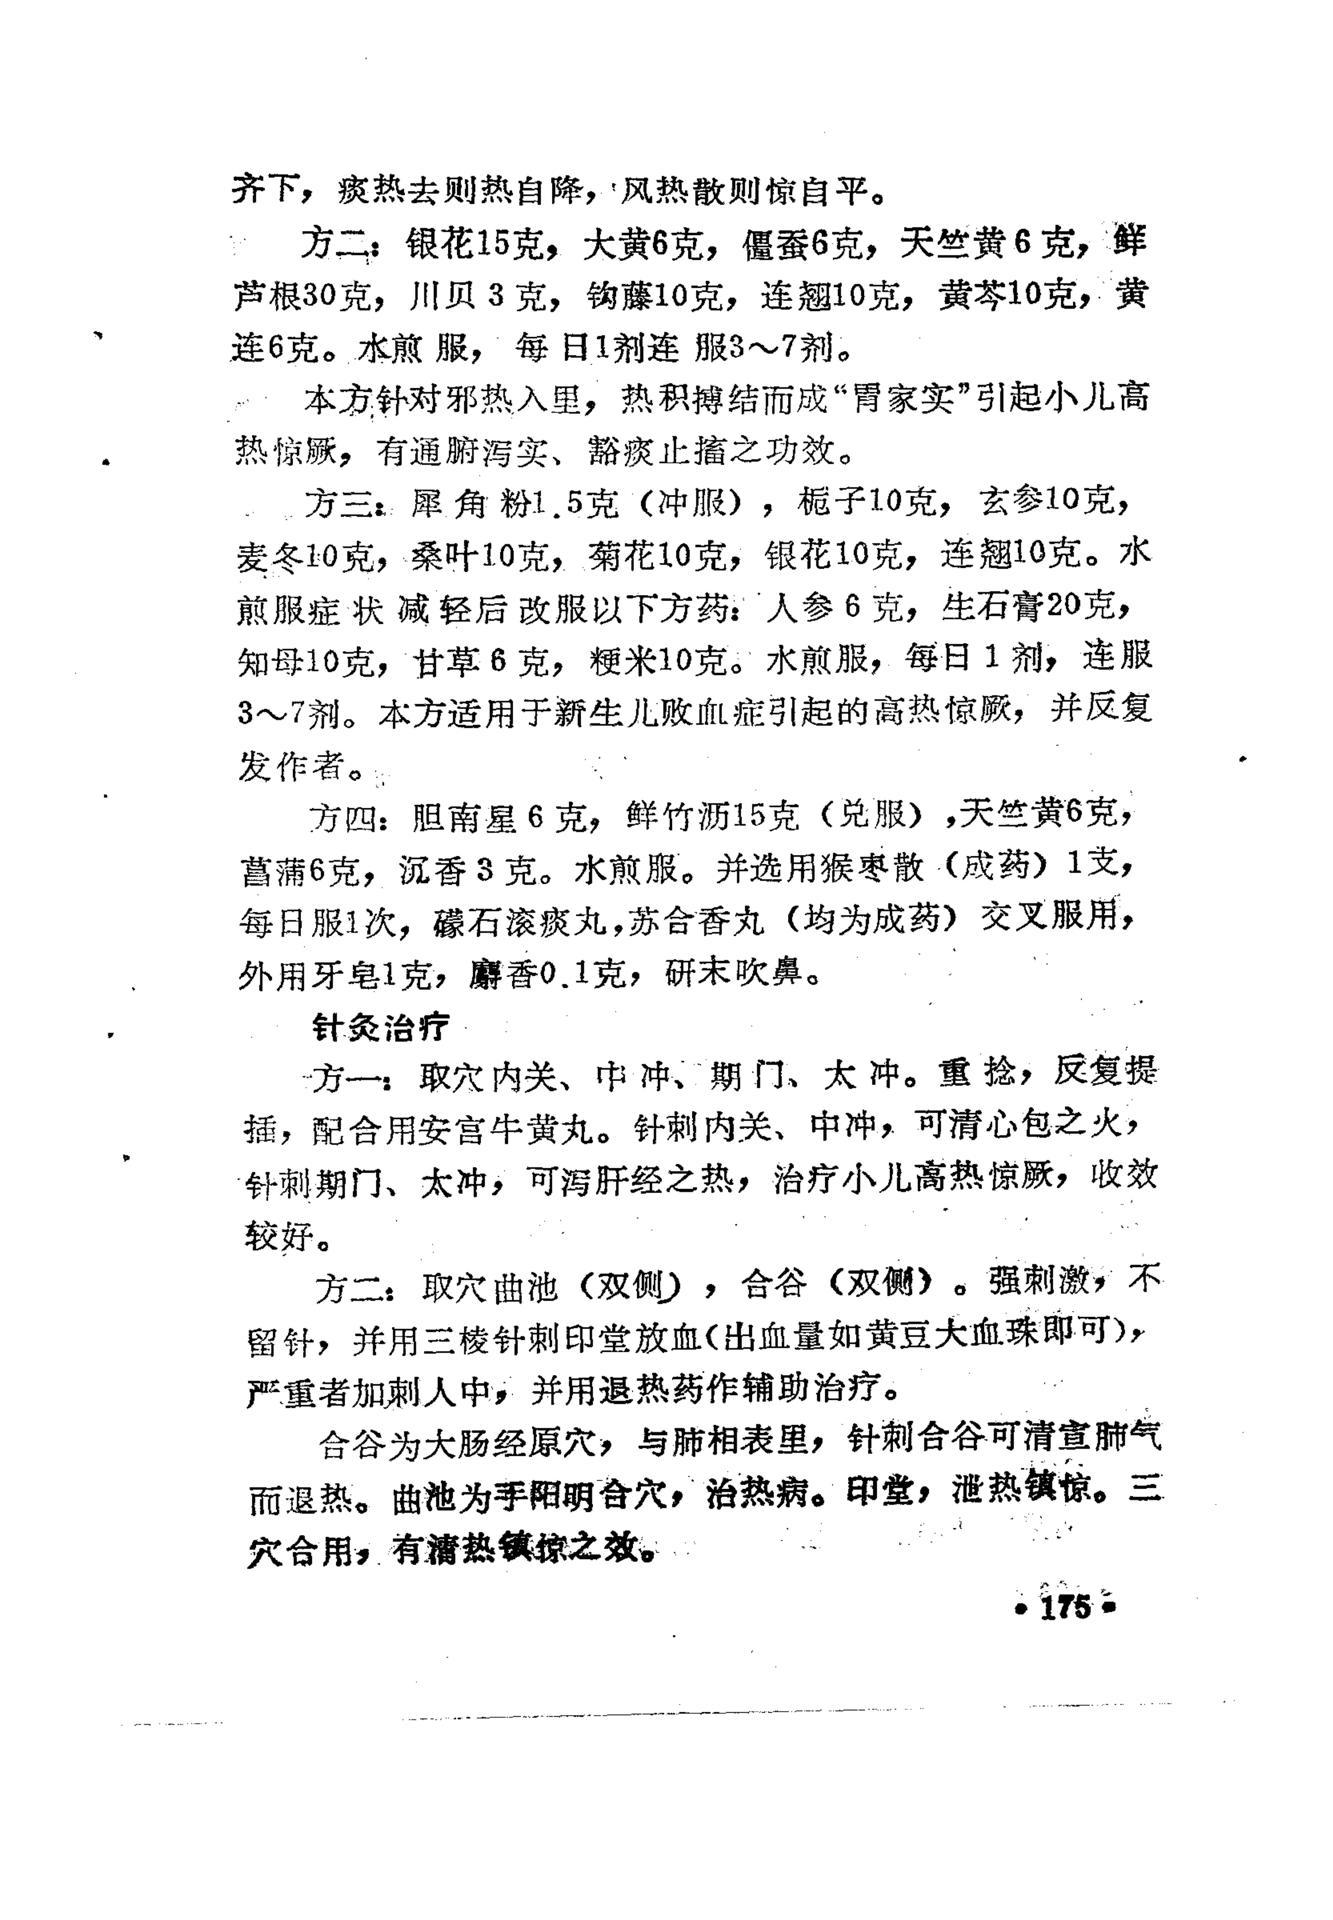 齐下，痰热去则热自降，风热散则惊自平。
方二：银花15克，大黄6克，僵蚕6克，天竺黄6克，鲜
芦根30克，川贝3克，钩藤10克，连翘10克，黄芩10克，黄
连6克。水煎服，每日1剂连服3～7剂。
本方针对邪热入里，热积搏结而成“胃家实”引起小儿高
热惊厥，有通腑泻实、豁痰止搐之功效。
方三：犀角粉1.5克（冲服），栀子10克，玄参10克，
麦冬10克，桑叶10克，菊花10克，银花10克，连翘10克。水
煎服症状减轻后改服以下方药：人参6克，生石膏20克，
知母10克，甘草6克，粳米10克。水煎服，每日1剂，连服
3～7剂。本方适用于新生儿败血症引起的高热惊厥，并反复
发作者。
方四：胆南星6克，鲜竹沥15克（兑服），天竺黄6克，
菖蒲6克，沉香3克。水煎服。并选用猴枣散（成药）1支，
每日服1次，礞石滚痰丸，苏合香丸（均为成药）交叉服用，
外用牙皂1克，麝香0.1克，研末吹鼻。
针灸治疗
方一：取穴内关、中冲、期门、太冲。重捻，反复提
插，配合用安宫牛黄丸。针刺内关、中冲，可清心包之火，
针刺期门、太冲，可泻肝经之热，治疗小儿高热惊厥，收效
较好。
方二：取穴曲池（双侧），合谷（双侧）。强刺激，不
留针，并用三棱针刺印堂放血（出血量如黄豆大血珠即可），
严重者加刺人中，并用退热药作辅助治疗。
合谷为大肠经原穴，与肺相表里，针刺合谷可清宣肺气
而退热。曲池为手阳明合穴，治热病。印堂，泄热镇惊。三
穴合用，有清热镇惊之效。
• 175 •